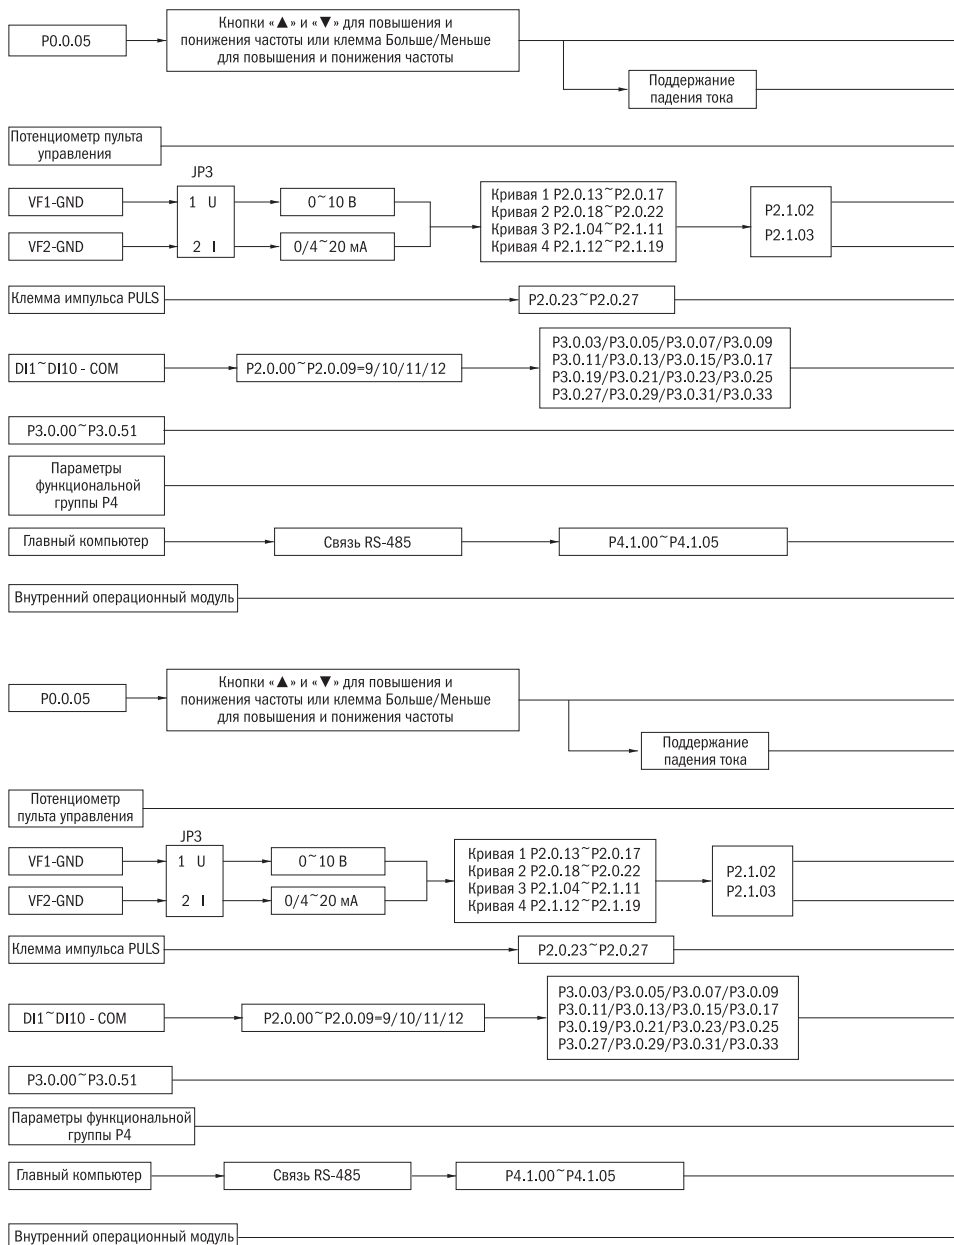 P0.0.05
Кнопки «▲» и «▼» для повышения и
понижения частоты или клемма Больше/Меньше
для повышения и понижения частоты
Поддержание
падения тока
Потенциометр пульта
управления
JP3
VF1-GND
1 U
0~10 В
VF2-GND
2 I
0/4~20 мА
Кривая 1 P2.0.13~P2.0.17
Кривая 2 P2.0.18~P2.0.22
Кривая 3 P2.1.04~P2.1.11
Кривая 4 P2.1.12~P2.1.19
P2.1.02
P2.1.03
Клемма импульса PULS
P2.0.23~P2.0.27
DI1~DI10 - COM
P2.0.00~P2.0.09=9/10/11/12
P3.0.03/P3.0.05/P3.0.07/P3.0.09
P3.0.11/P3.0.13/P3.0.15/P3.0.17
P3.0.19/P3.0.21/P3.0.23/P3.0.25
P3.0.27/P3.0.29/P3.0.31/P3.0.33
P3.0.00~P3.0.51
Параметры
функциональной
группы P4
Главный компьютер
Связь RS-485
P4.1.00~P4.1.05
Внутренний операционный модуль
P0.0.05
Кнопки «▲» и «▼» для повышения и
понижения частоты или клемма Больше/Меньше
для повышения и понижения частоты
Поддержание
падения тока
Потенциометр
пульта управления
JP3
VF1-GND
1 U
0~10 В
VF2-GND
2 I
0/4~20 мА
Кривая 1 P2.0.13~P2.0.17
Кривая 2 P2.0.18~P2.0.22
Кривая 3 P2.1.04~P2.1.11
Кривая 4 P2.1.12~P2.1.19
P2.1.02
P2.1.03
Клемма импульса PULS
P2.0.23~P2.0.27
DI1~DI10 - COM
P2.0.00~P2.0.09=9/10/11/12
P3.0.03/P3.0.05/P3.0.07/P3.0.09
P3.0.11/P3.0.13/P3.0.15/P3.0.17
P3.0.19/P3.0.21/P3.0.23/P3.0.25
P3.0.27/P3.0.29/P3.0.31/P3.0.33
P3.0.00~P3.0.51
Параметры функциональной
группы P4
Главный компьютер
Связь RS-485
P4.1.00~P4.1.05
Внутренний операционный модуль